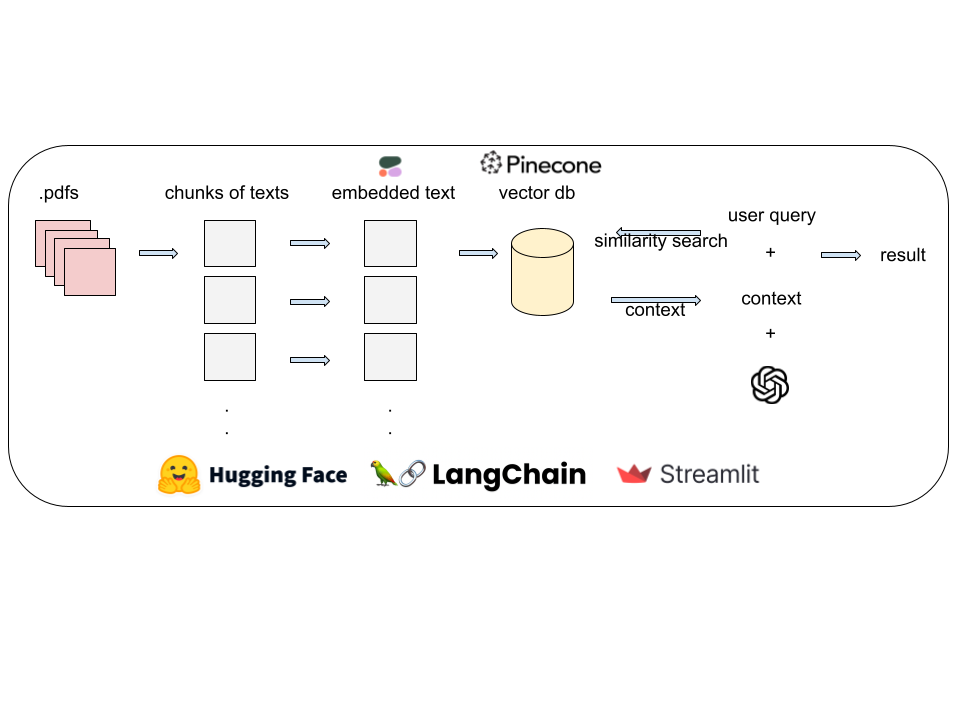 Pinecone
.pdfs
chunks of texts
embedded text
vector db
user query
similarity search
+
result
context
context
+
.
.
.
.
Hugging Face
LangChain
Streamlit